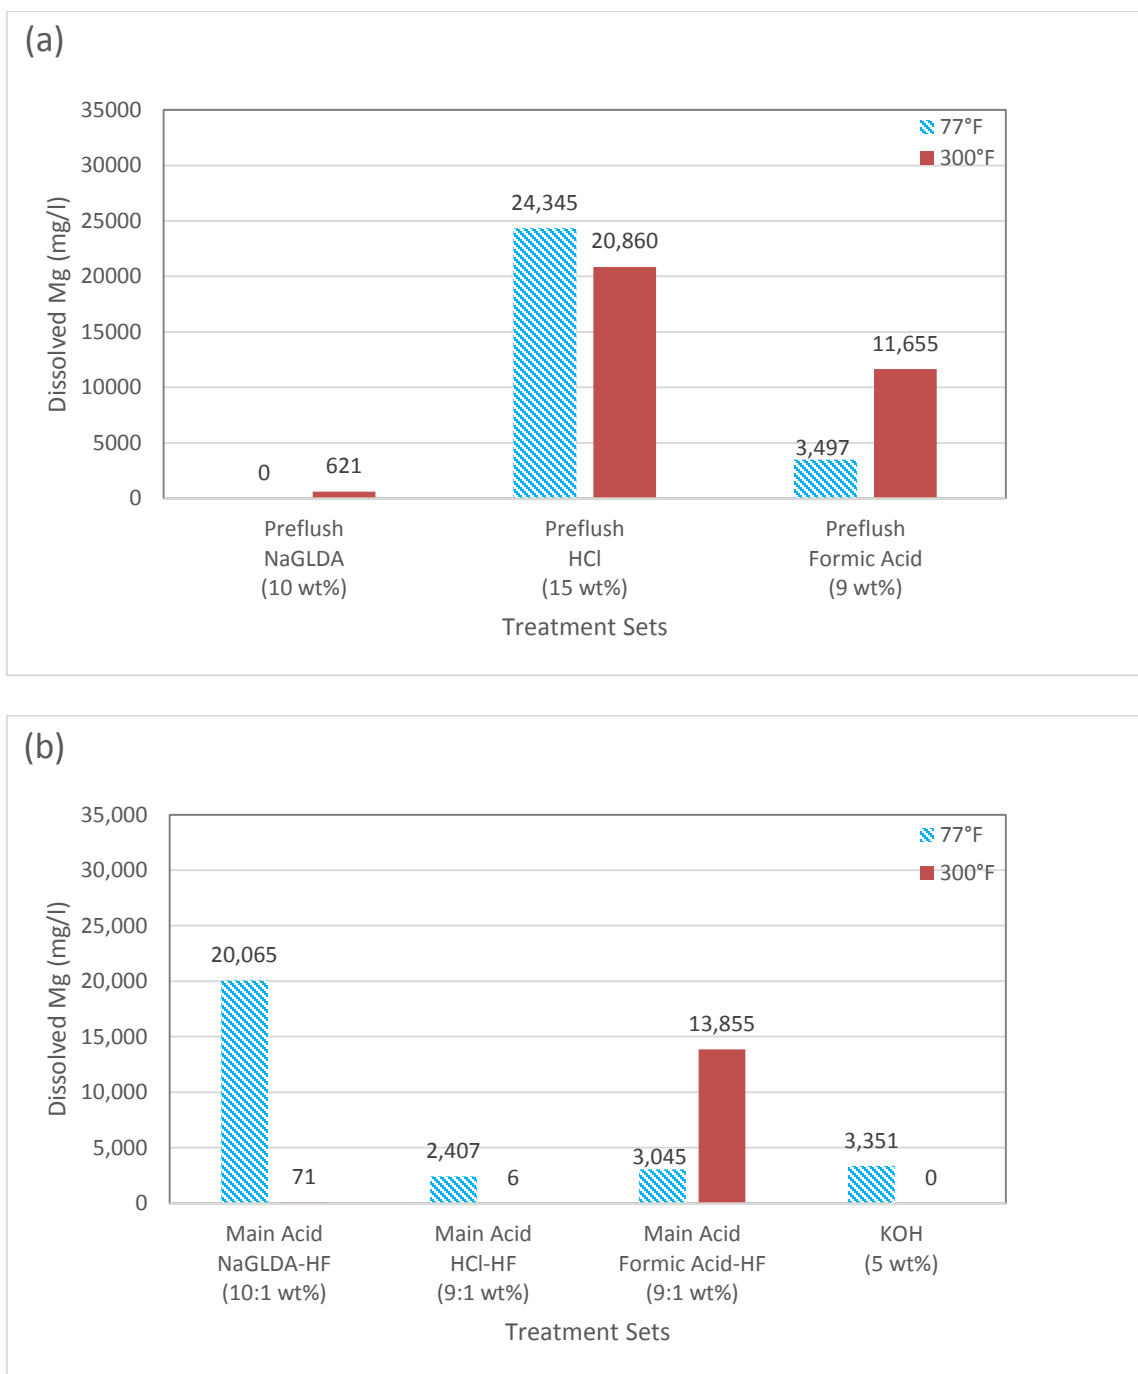 (a)
35000
30000
25000
20000
15000
10000
5000
0
Dissolved Mg (mg/l)
77°F
300°F
0
621
24,345
20,860
3,497
11,655
Preflush
NaGLDA
(10 wt%)
Preflush
HCl
(15 wt%)
Preflush
Formic Acid
(9 wt%)
Treatment Sets
(b)
35,000
30,000
25,000
20,000
15,000
10,000
5,000
0
Dissolved Mg (mg/l)
77°F
300°F
20,065
71
2,407
6
3,045
13,855
3,351
0
Main Acid
NaGLDA-HF
(10:1 wt%)
Main Acid
HCl-HF
(9:1 wt%)
Main Acid
Formic Acid-HF
(9:1 wt%)
KOH
(5 wt%)
Treatment Sets